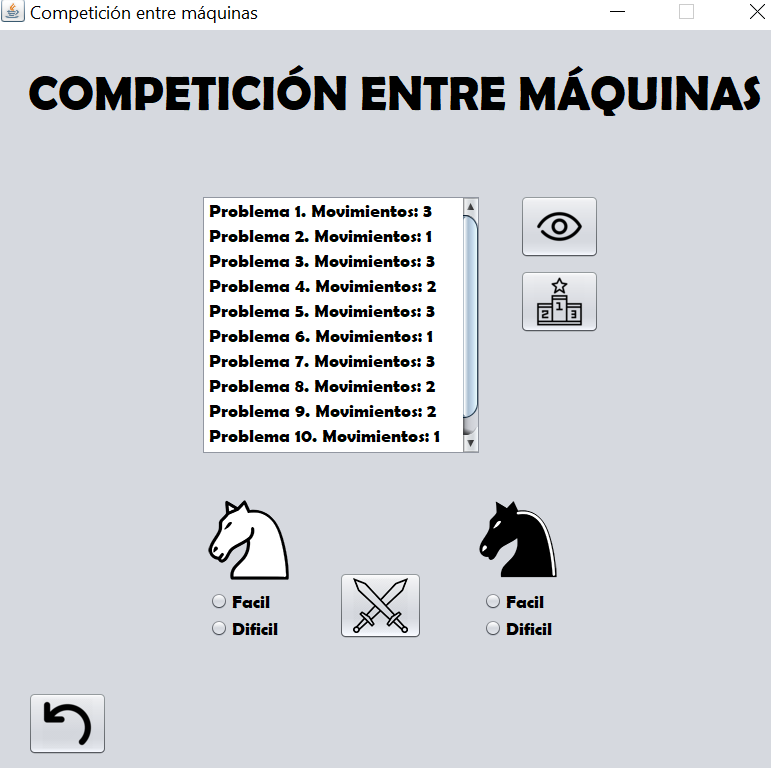 Competición entre máquinas
COMPETICIÓN ENTRE MÁQUINAS
Problema 1. Movimientos: 3
Problema 2. Movimientos: 1
Problema 3. Movimientos: 3
Problema 4. Movimientos: 2
Problema 5. Movimientos: 3
Problema 6. Movimientos: 1
Problema 7. Movimientos: 3
Problema 8. Movimientos: 2
Problema 9. Movimientos: 2
Problema 10. Movimientos: 1
2 1 3
Facil
Dificil
Facil
Dificil